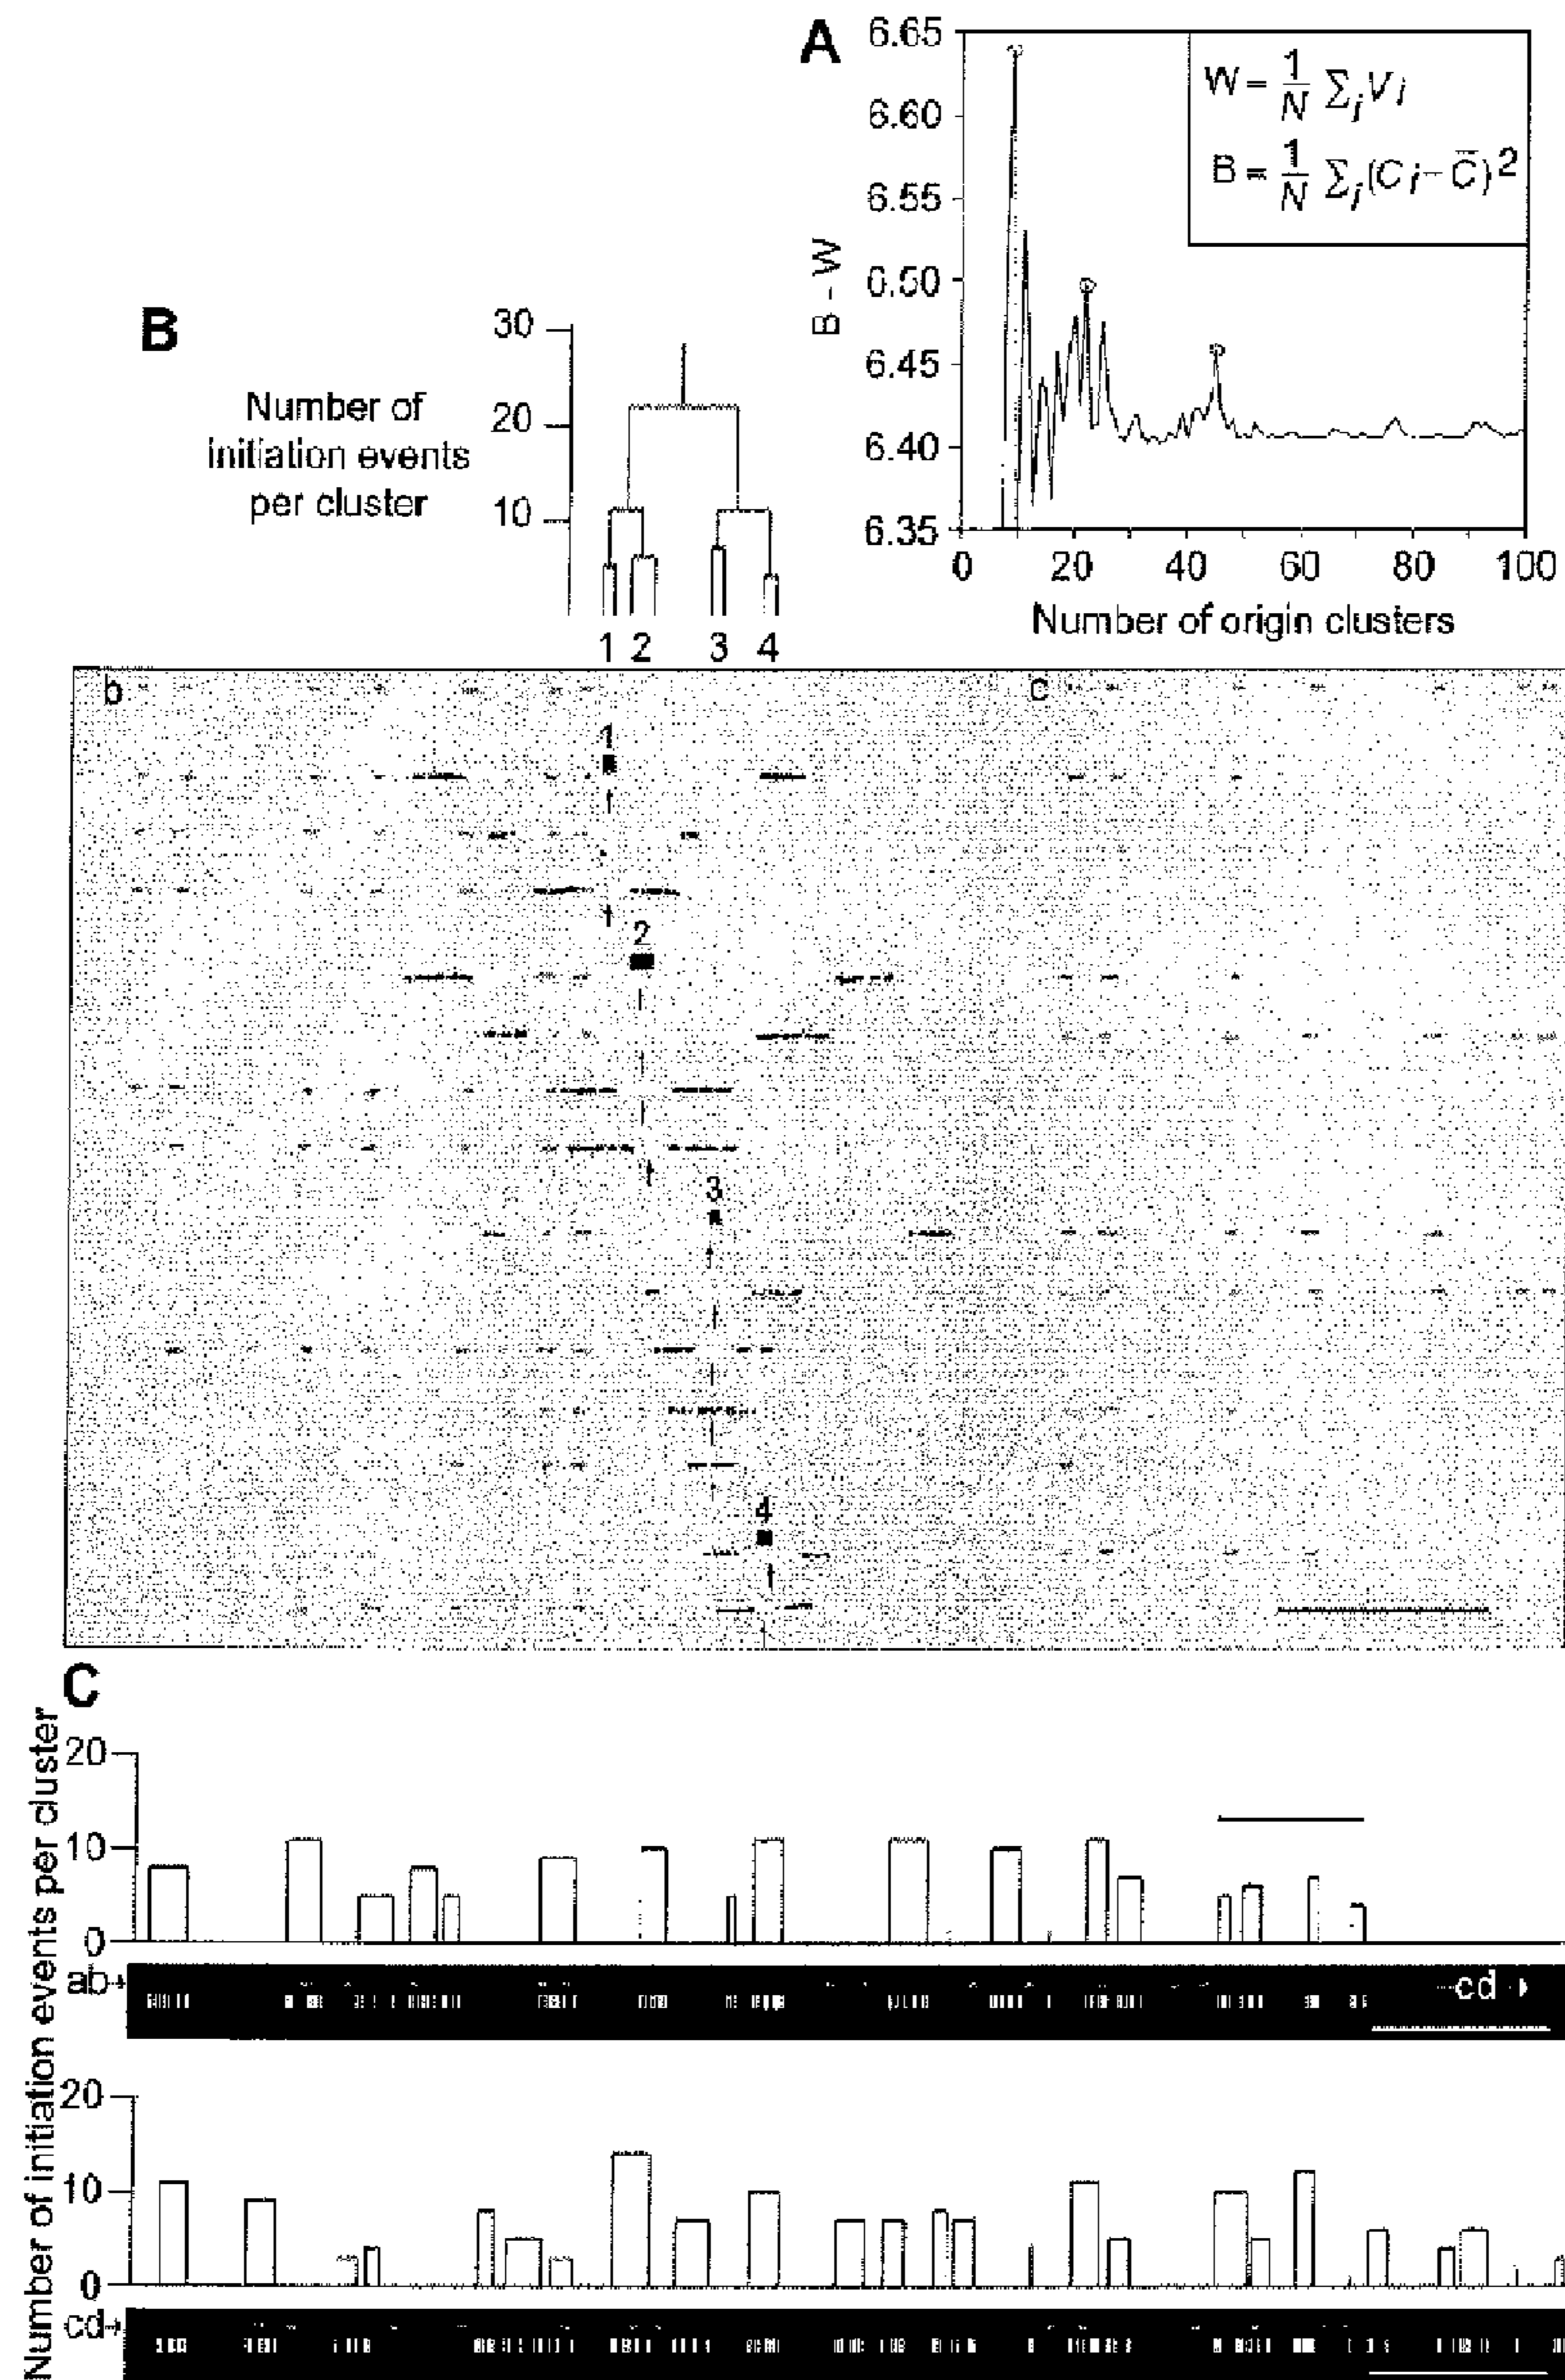 A
6.65
6.60
6.55
6.50
6.45
6.40
6.35
B - W
W = 1/N Σi Vi
B = 1/N Σi (Ci - C̄)2
0 20 40 60 80 100
Number of origin clusters
B
Number of
initiation events
per cluster
30
20
10
1 2 3 4
b
c
1
2
3
4
C
Number of initiation events per cluster
20
10
0
ab
cd
20
10
0
cd